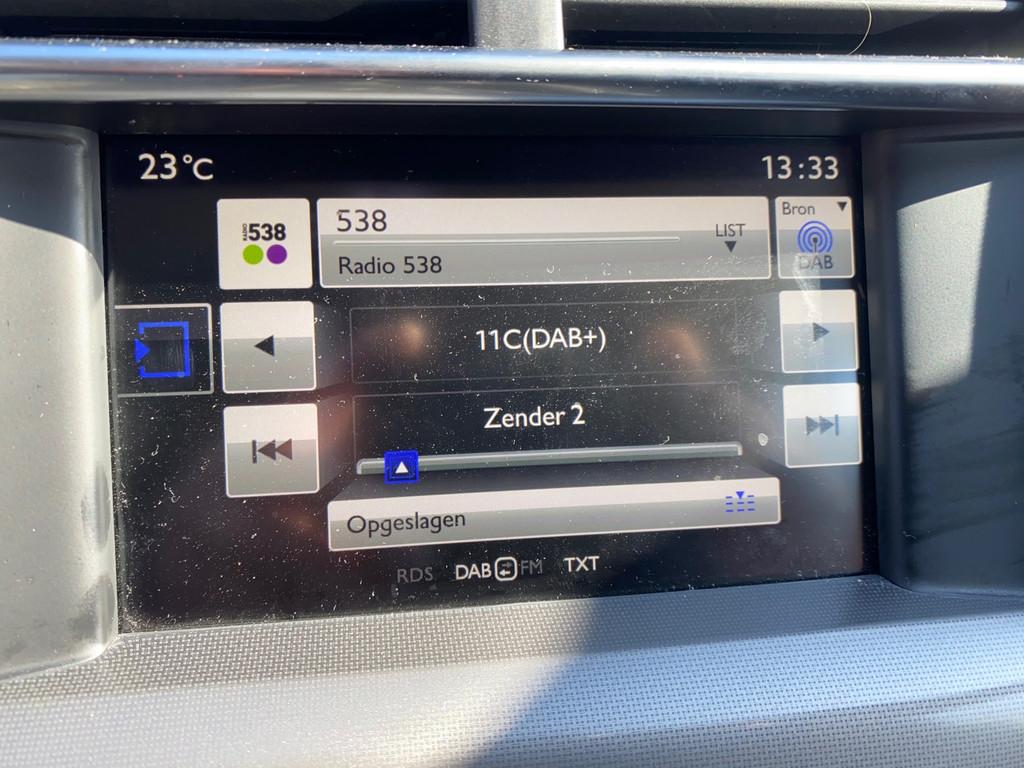 23°C
13:33
RADIO 538
538
LIST
Radio 538
Bron
DAB
11C(DAB+)
Zender 2
Opgeslagen
RDS DAB FM TXT